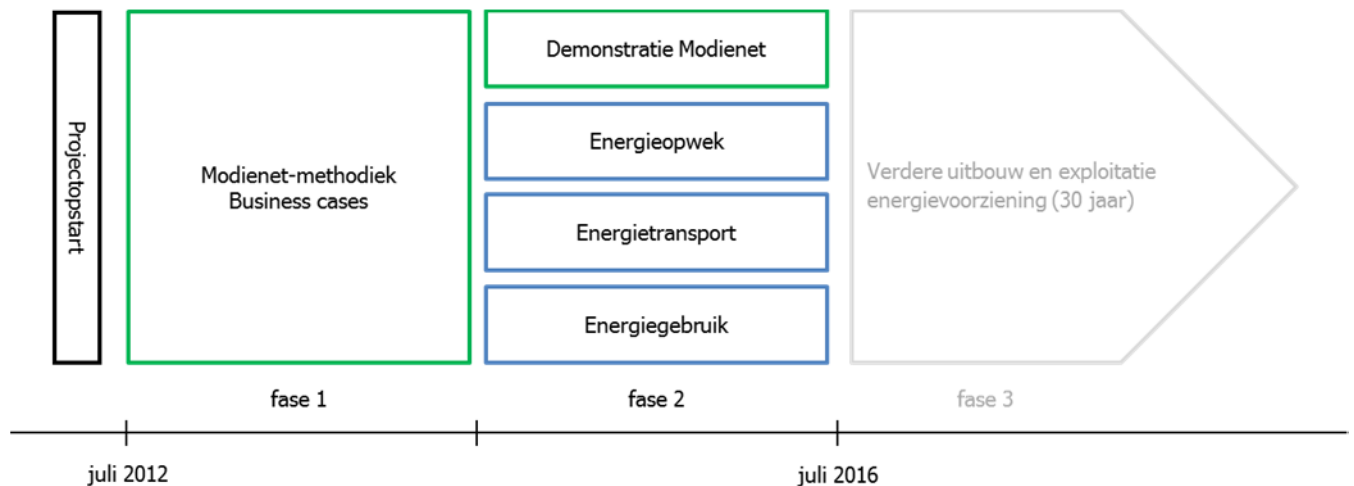 Projectopstart
Modienet-methodiek
Business cases
Demonstratie Modienet
Energieopwek
Energietransport
Energiegebruik
Verdere uitbouw en exploitatie
energievoorziening (30 jaar)
fase 1
fase 2
fase 3
juli 2012
juli 2016